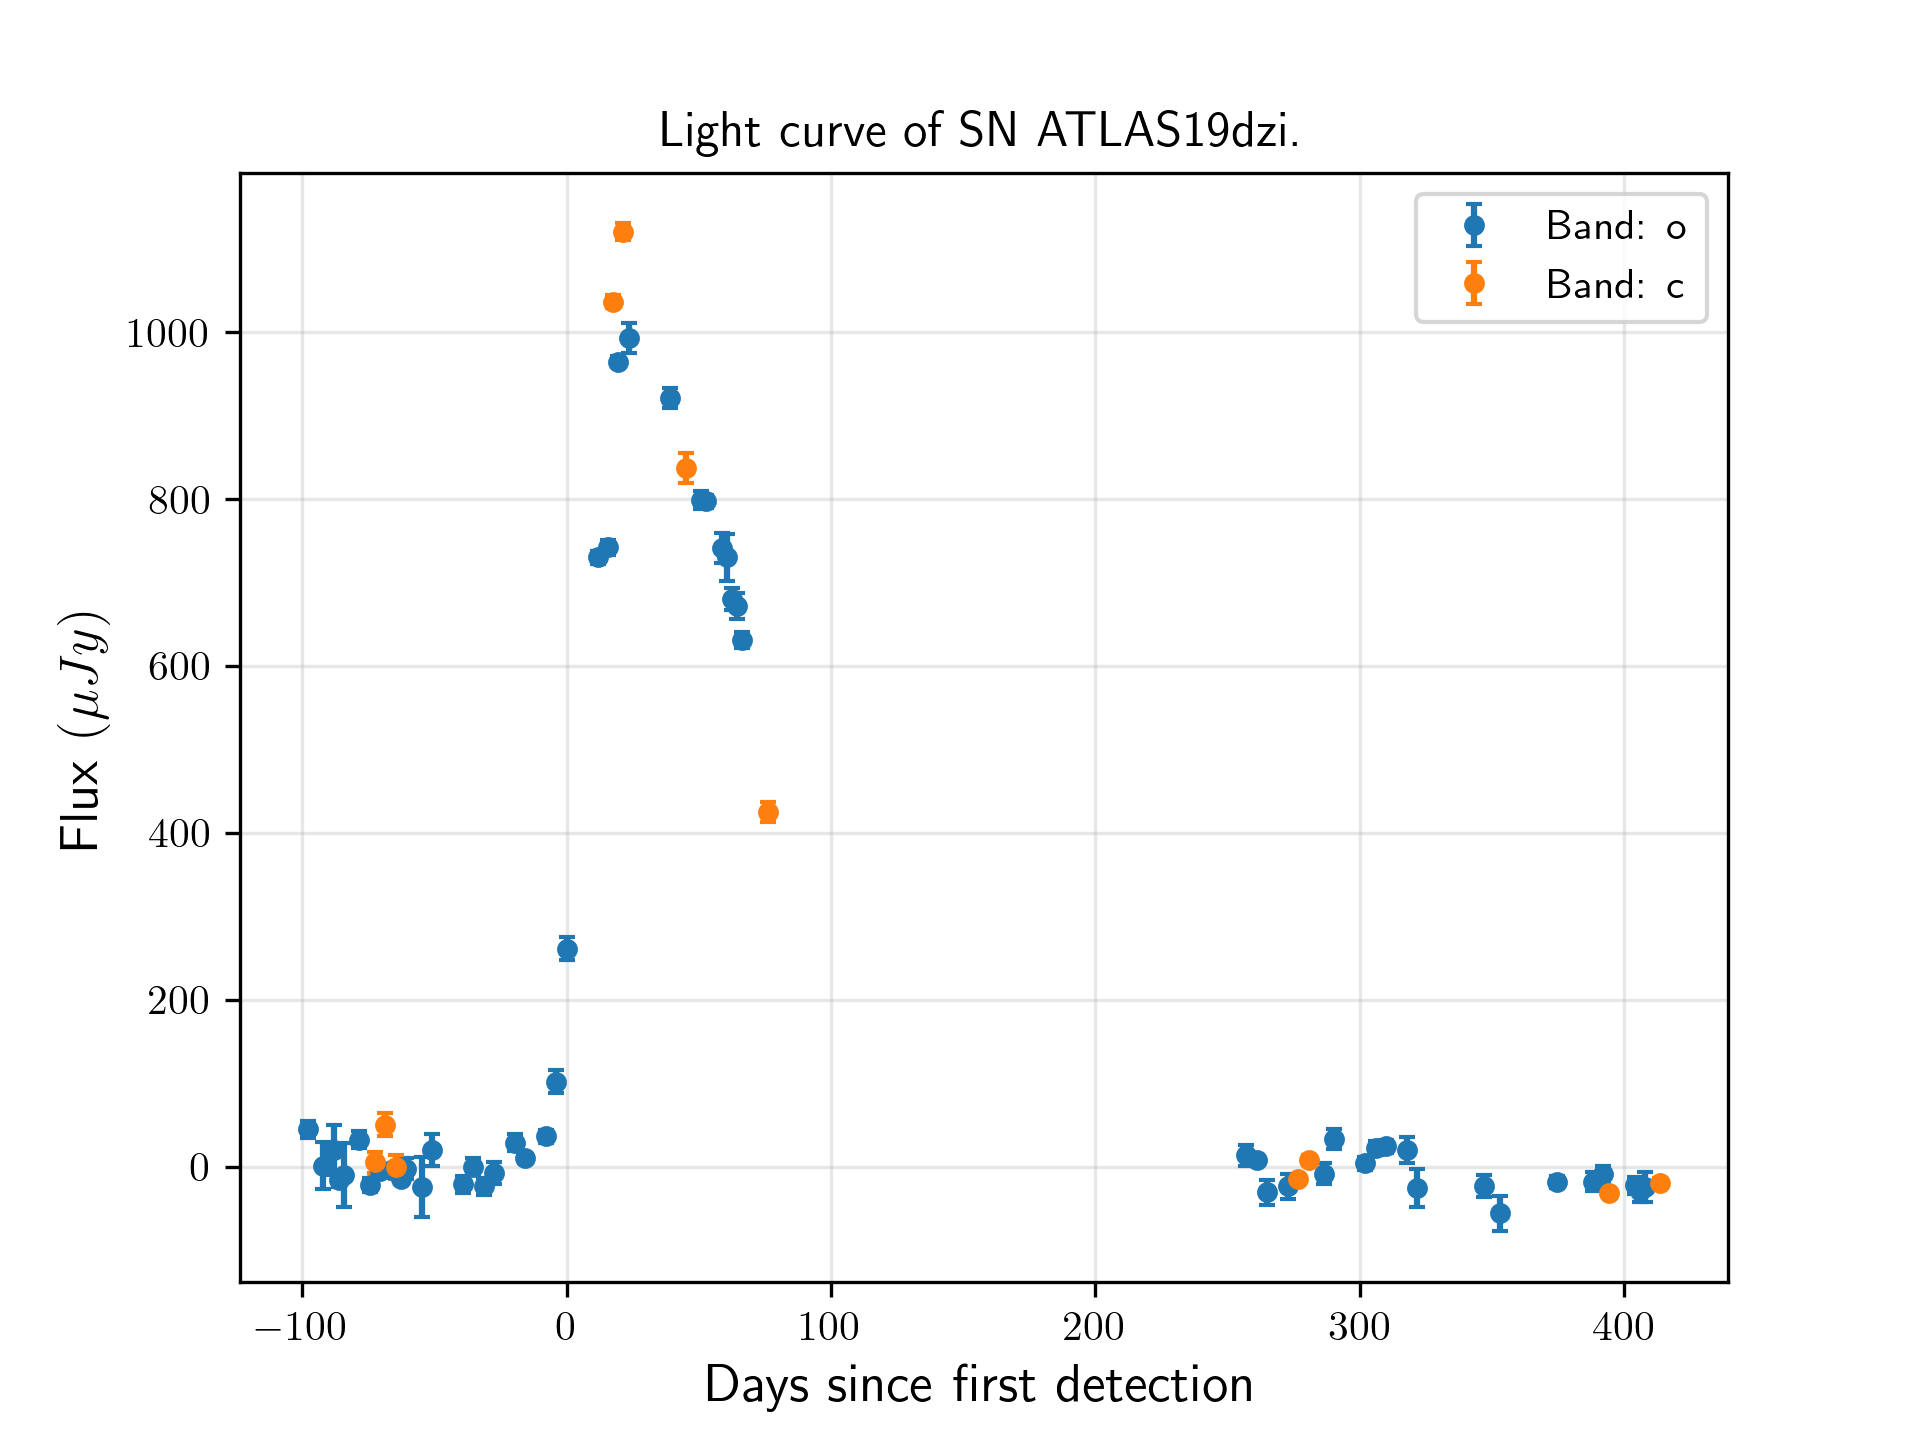 Light curve of SN ATLAS19dzi.
Band: o
Band: c
1000
800
600
400
200
0
Flux (μJy)
−100 0 100 200 300 400
Days since first detection